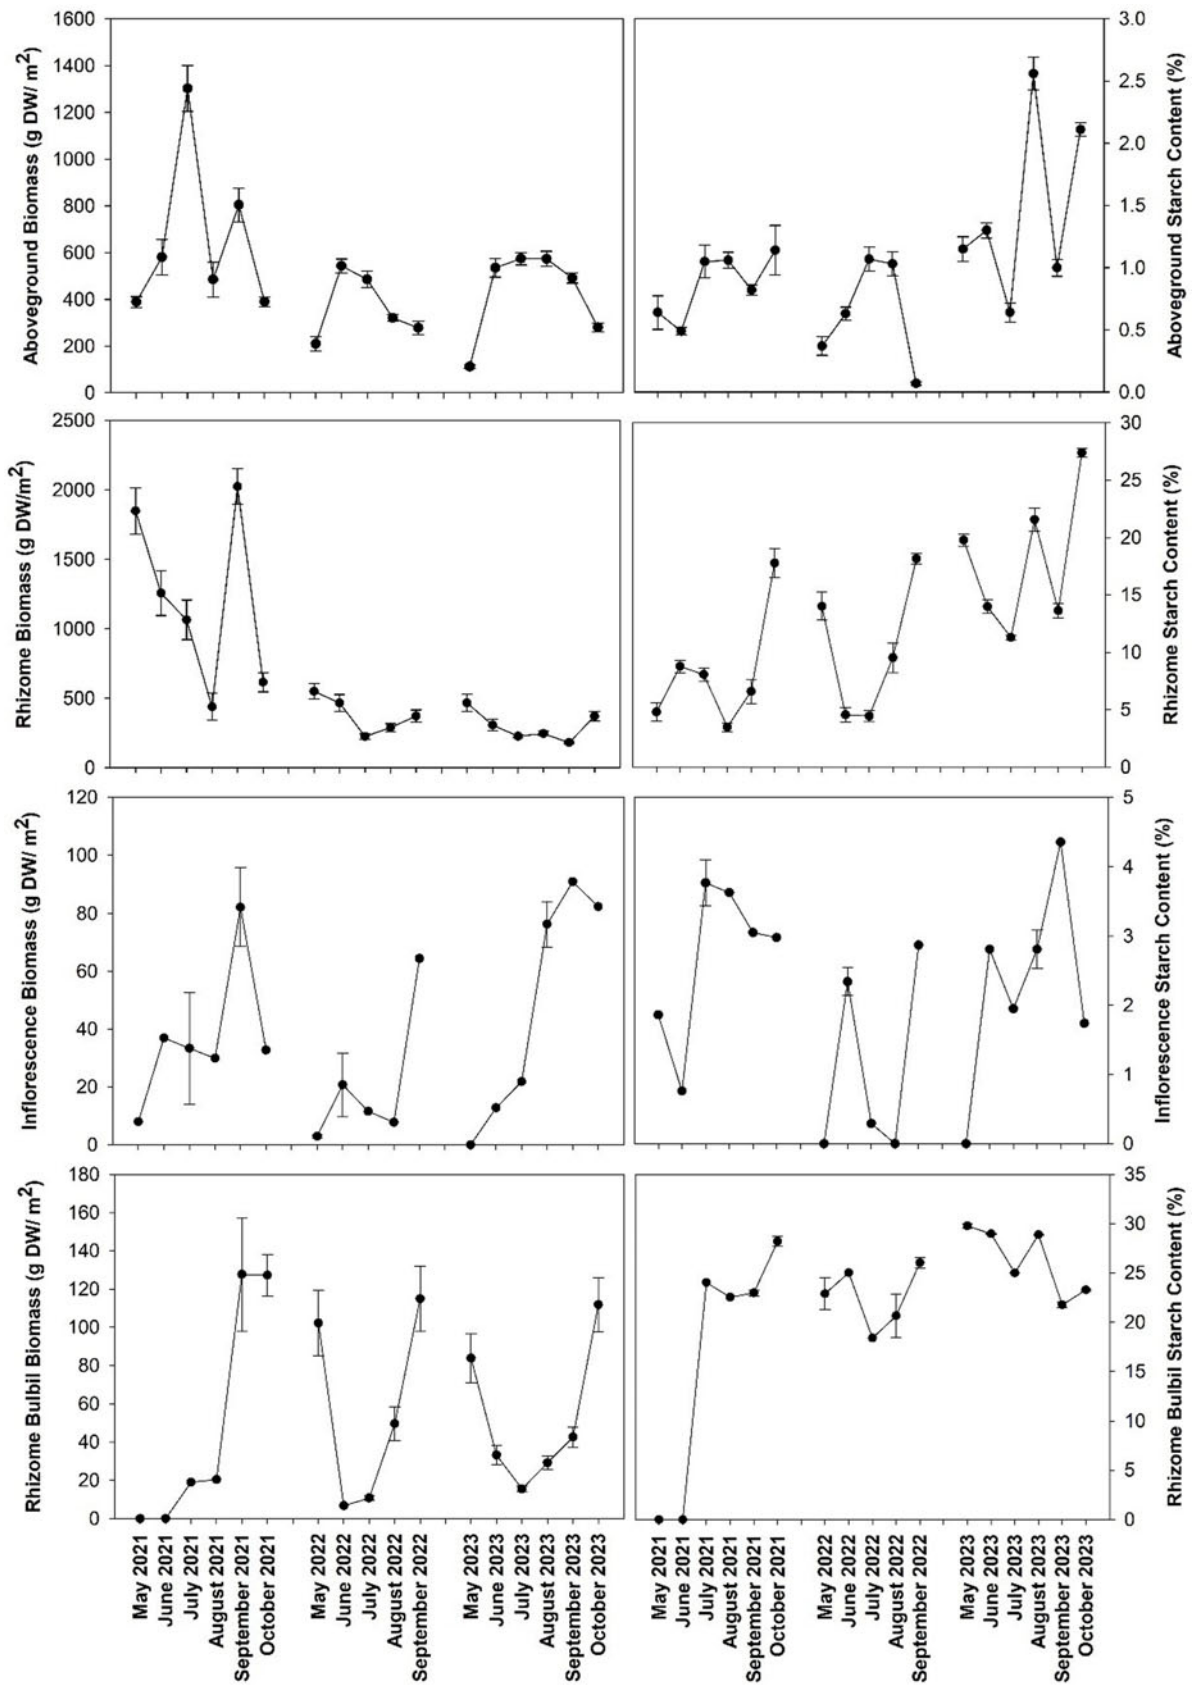 Aboveground Biomass (g DW/ m²)
1600
1400
1200
1000
800
600
400
200
0
3.0
2.5
2.0
1.5
1.0
0.5
0.0
Aboveground Starch Content (%)
Rhizome Biomass (g DW/m²)
2500
2000
1500
1000
500
0
30
25
20
15
10
5
0
Rhizome Starch Content (%)
Inflorescence Biomass (g DW/ m²)
120
100
80
60
40
20
0
5
4
3
2
1
0
Inflorescence Starch Content (%)
Rhizome Bulbil Biomass (g DW/ m²)
180
160
140
120
100
80
60
40
20
0
35
30
25
20
15
10
5
0
Rhizome Bulbil Starch Content (%)
May 2021
June 2021
July 2021
August 2021
September 2021
October 2021
May 2022
June 2022
July 2022
August 2022
September 2022
May 2023
June 2023
July 2023
August 2023
September 2023
October 2023
May 2021
June 2021
July 2021
August 2021
September 2021
October 2021
May 2022
June 2022
July 2022
August 2022
September 2022
May 2023
June 2023
July 2023
August 2023
September 2023
October 2023